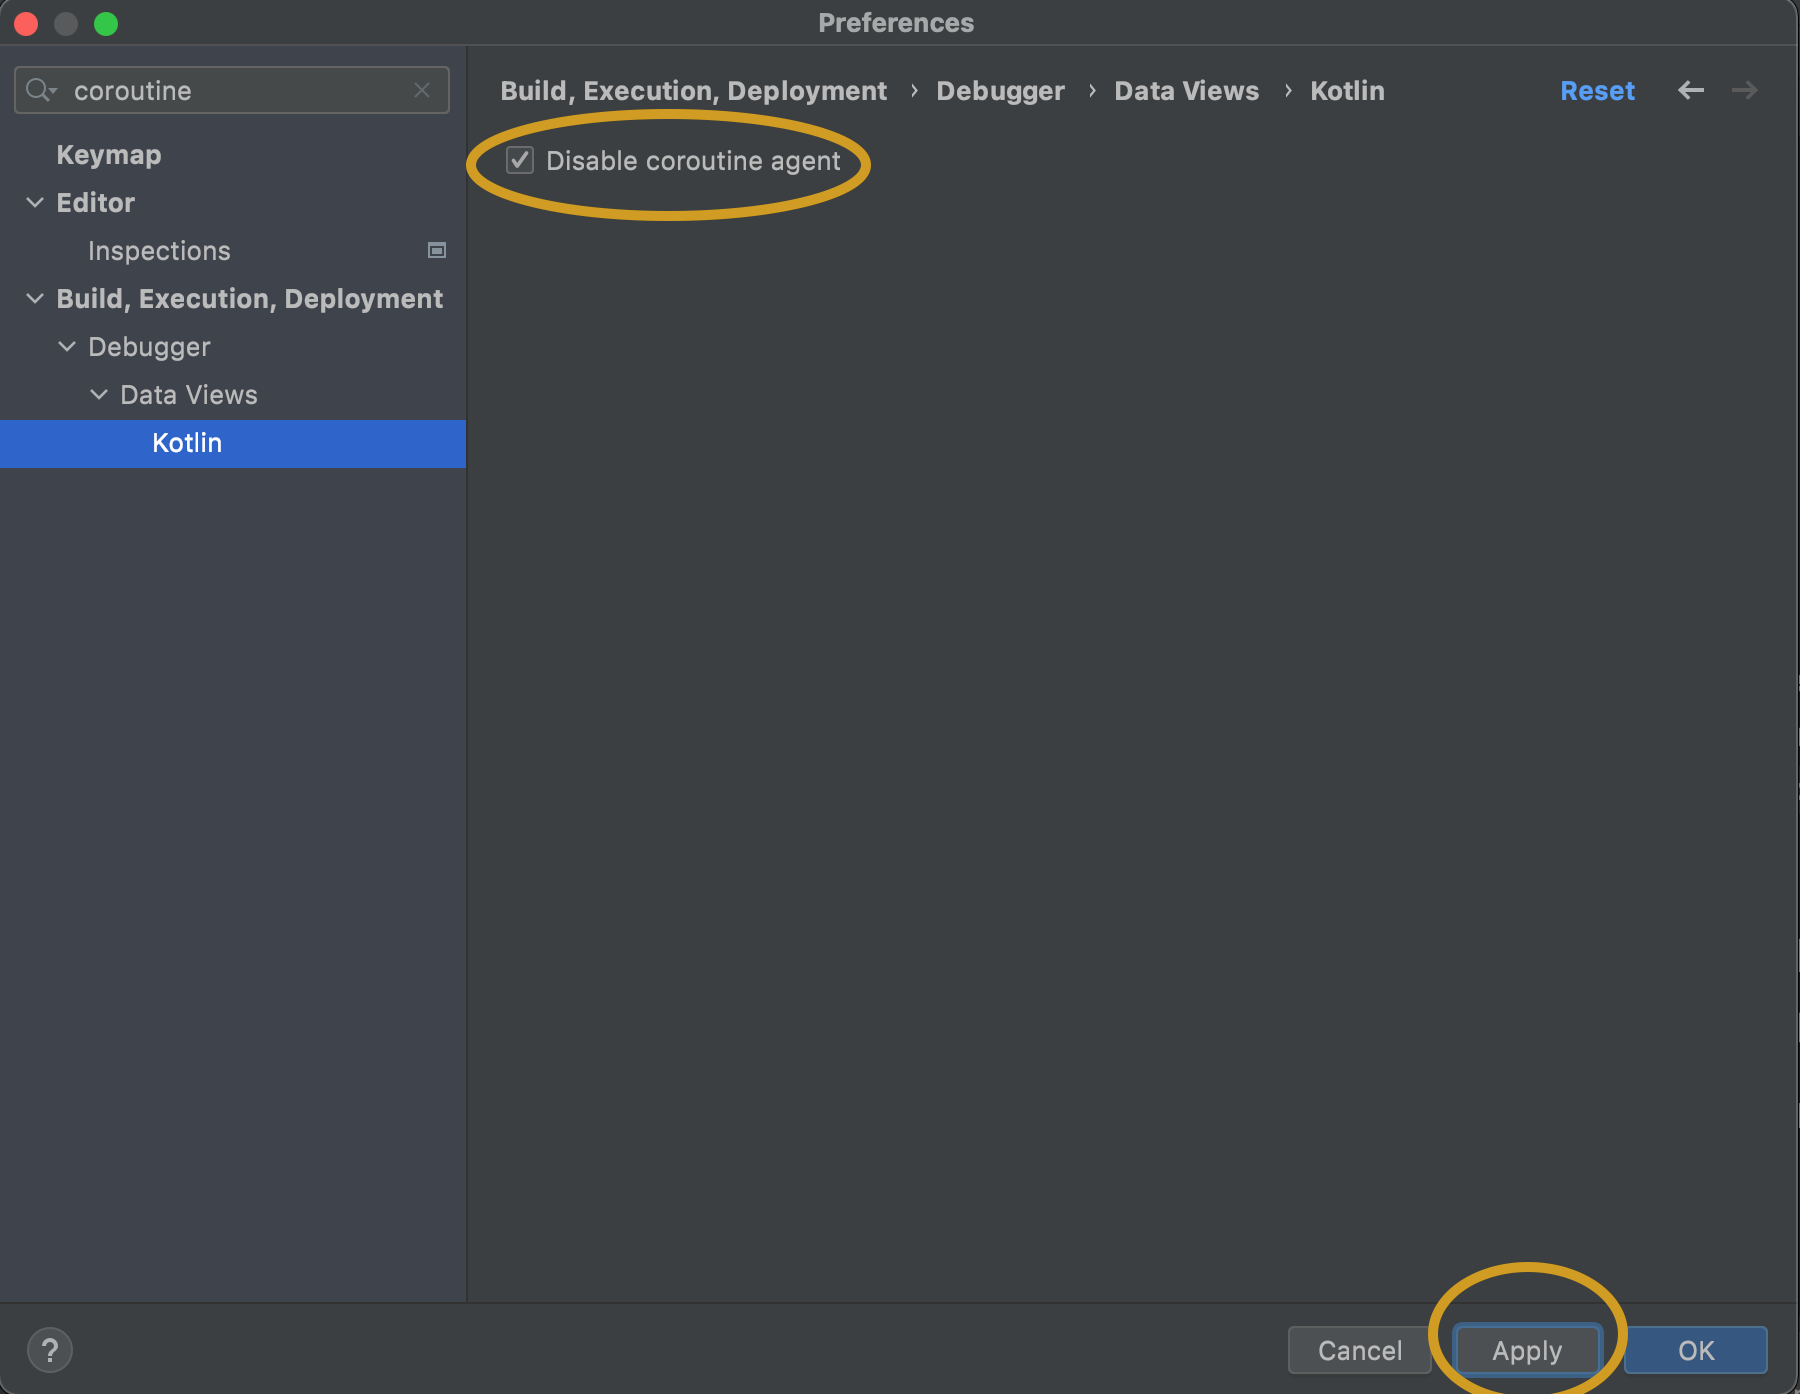 Preferences
coroutine
Build, Execution, Deployment › Debugger › Data Views › Kotlin
Reset
Keymap
Disable coroutine agent
Editor
Inspections
Build, Execution, Deployment
Debugger
Data Views
Kotlin
?
Cancel
Apply
OK